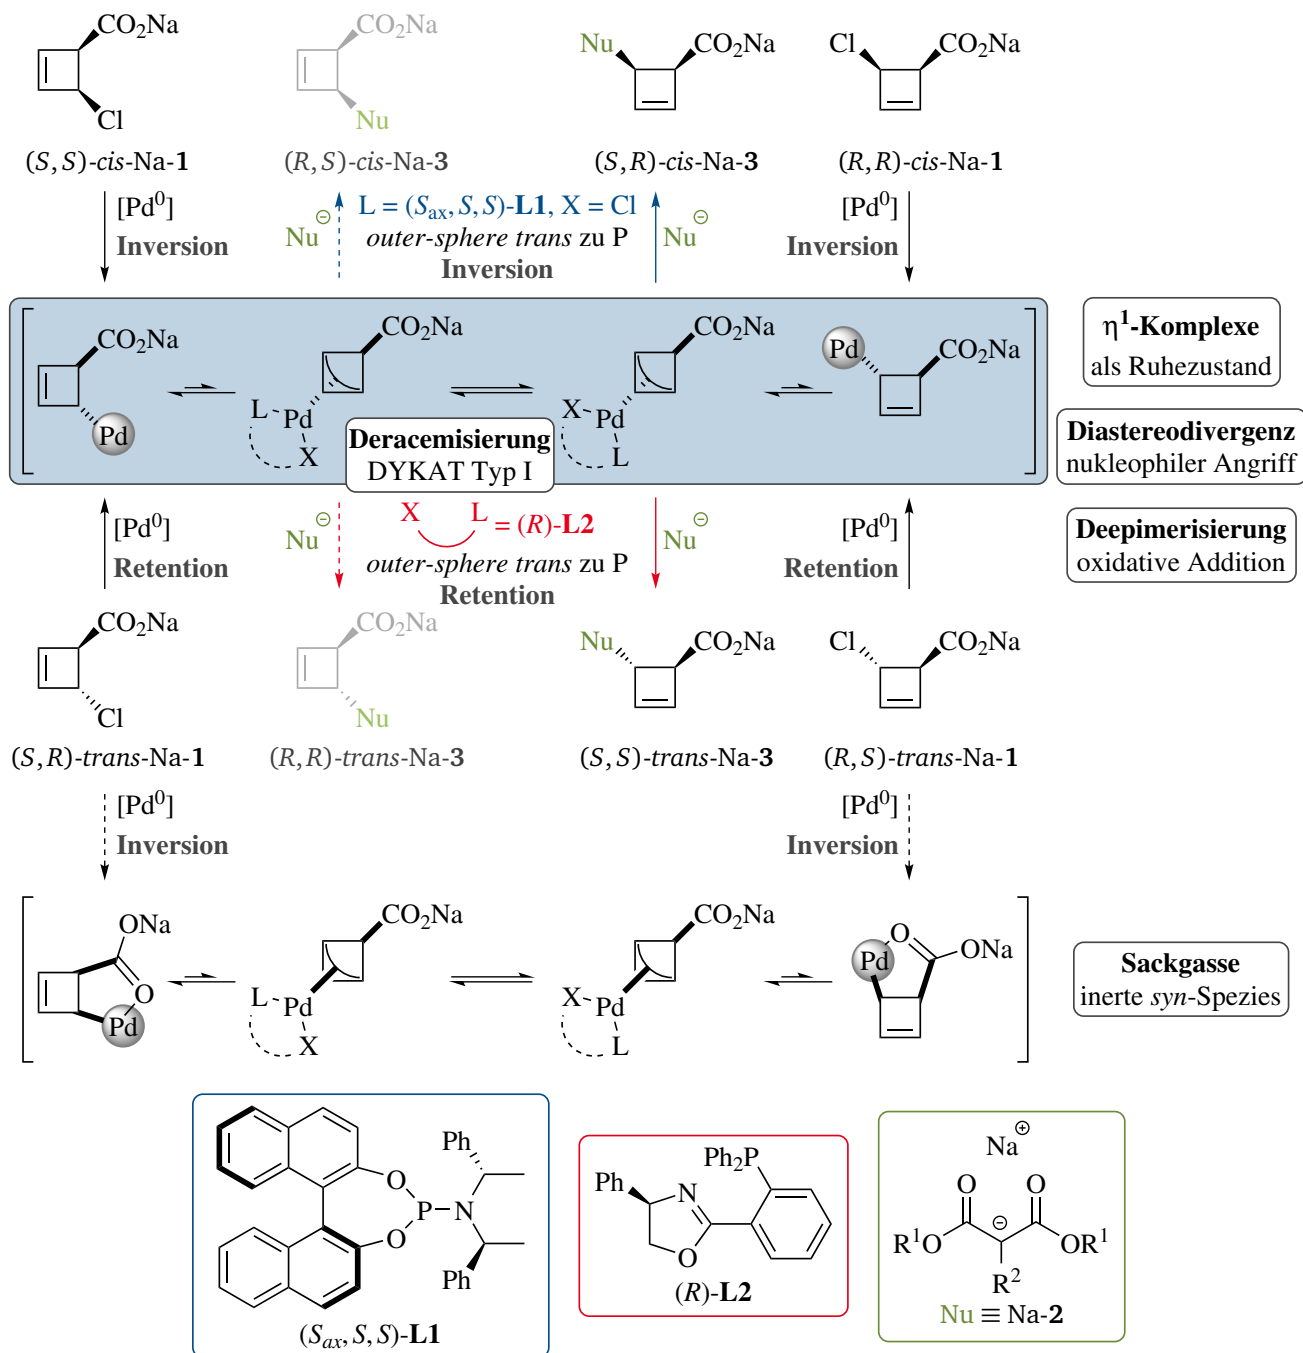 CO2Na CO2Na Nu CO2Na Cl CO2Na
Cl Nu
(S,S)-cis-Na-1 (R,S)-cis-Na-3 (S,R)-cis-Na-3 (R,R)-cis-Na-1
[Pd⁰] L = (Sax, S, S)-L1, X = Cl [Pd⁰]
Nu⊖ outer-sphere trans zu P Nu⊖
Inversion Inversion Inversion
η¹-Komplexe
als Ruhezustand
CO2Na CO2Na CO2Na Pd CO2Na
Pd L Pd X X Pd L
Deracemisierung
DYKAT Typ I
Diastereodivergenz
nukleophiler Angriff
[Pd⁰] Nu⊖ X L = (R)-L2 Nu⊖ [Pd⁰]
Retention outer-sphere trans zu P Retention
Retention
Deepimerisierung
oxidative Addition
CO2Na CO2Na Nu CO2Na Cl CO2Na
Cl Nu
(S,R)-trans-Na-1 (R,R)-trans-Na-3 (S,S)-trans-Na-3 (R,S)-trans-Na-1
[Pd⁰] [Pd⁰]
Inversion Inversion
ONa CO2Na CO2Na O ONa
O Pd L Pd X X Pd L Pd
Sackgasse
inerte syn-Spezies
Ph
O P N
O
Ph
(Sax, S, S)-L1
Ph2P
Ph N
O
(R)-L2
Na⊕
O O
R¹O ⊖ OR¹
R²
Nu ≡ Na-2